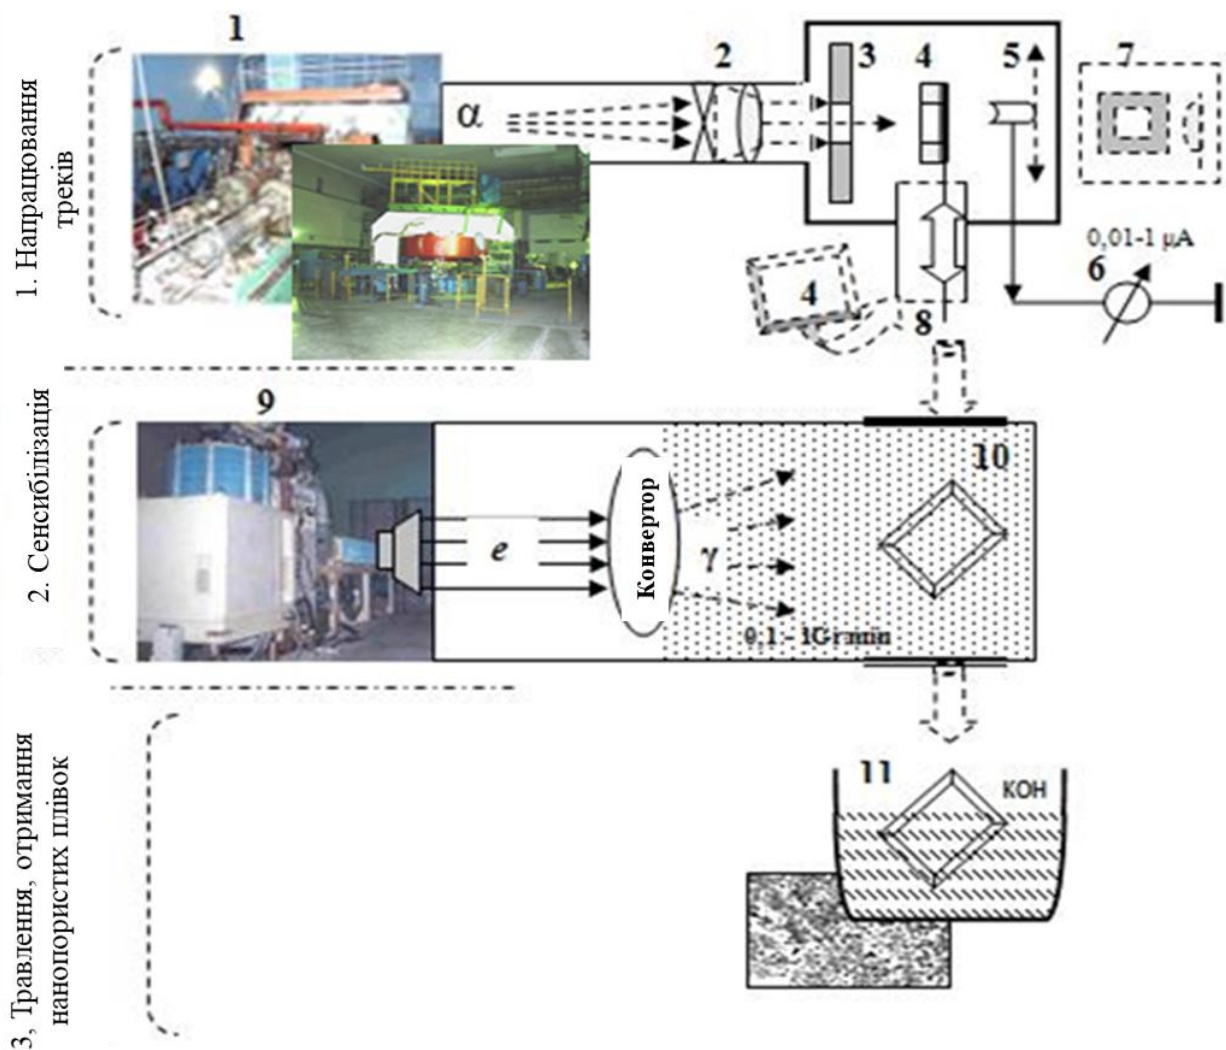 1. Напрацювання
треків
1
α
2
3
4
5
7
0,01-1 μA
6
4
8
2. Сенсибілізація
9
e
Конвертор
γ
10
3, Травлення, отримання
нанопористих плівок
11
КОН